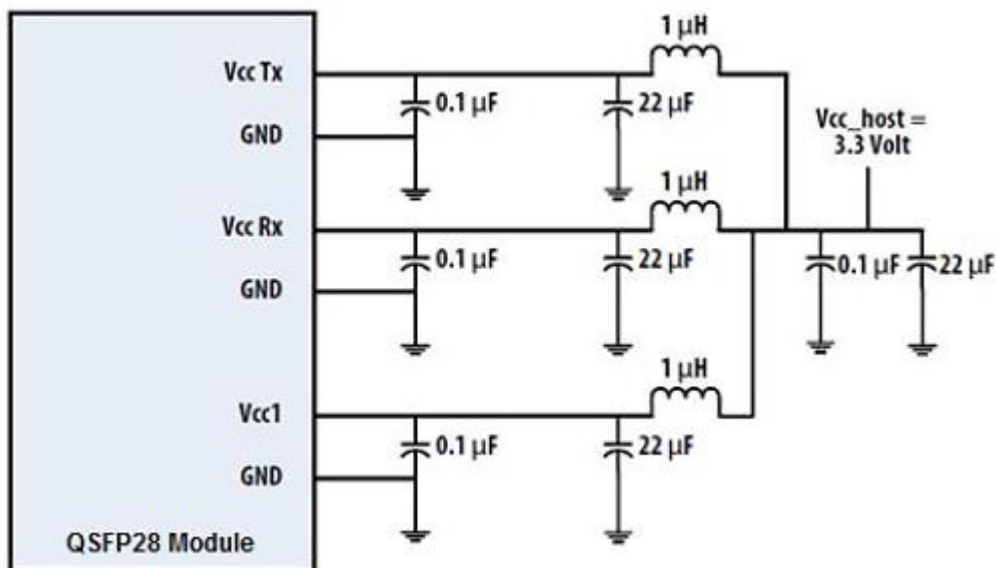 1 μH
Vcc Tx
0.1 μF
22 μF
GND
Vcc_host =
3.3 Volt
1 μH
Vcc Rx
0.1 μF
22 μF
0.1 μF
22 μF
GND
1 μH
Vcc1
0.1 μF
22 μF
GND
QSFP28 Module